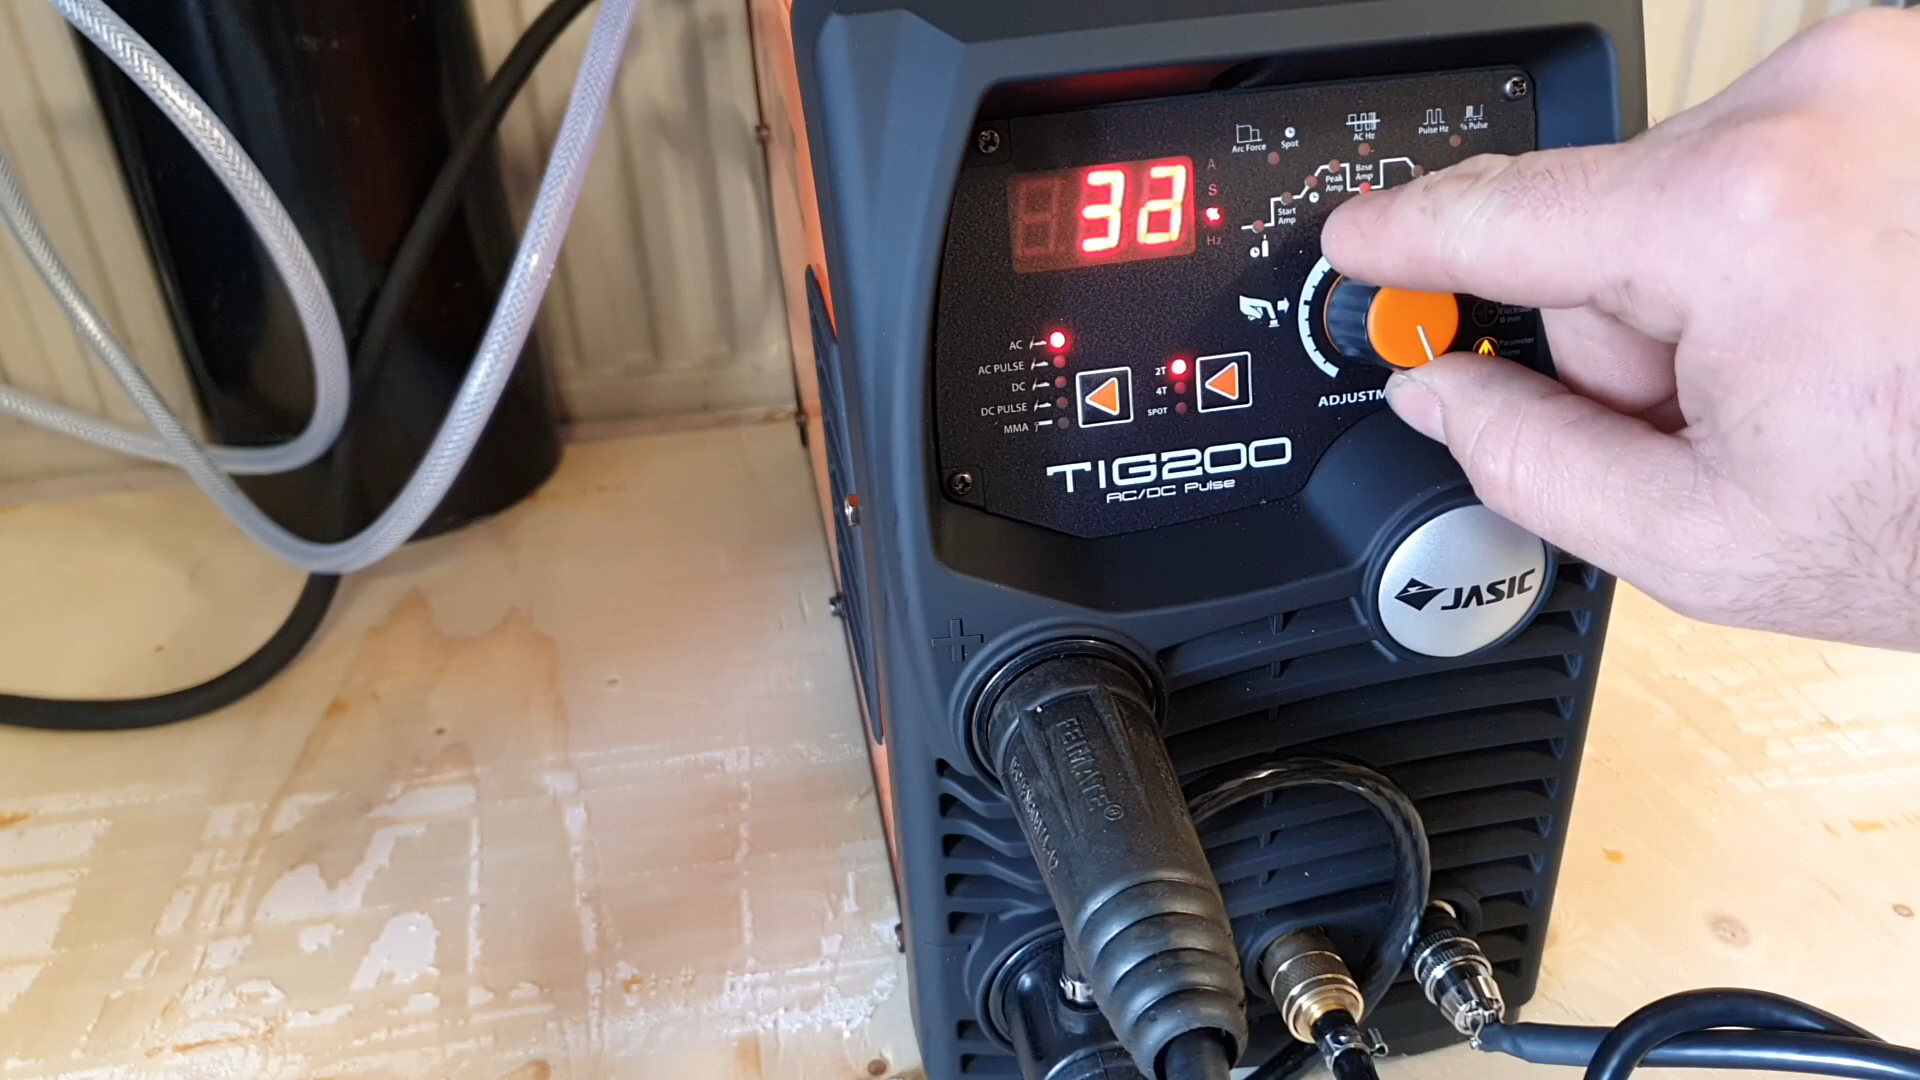 Arc Force
Spot
AC Hz
Pulse Hz
% Pulse
A
S
%
Hz
Peak
Amp
Base
Amp
Start
Amp
AC
AC PULSE
DC
DC PULSE
MMA
2T
4T
SPOT
ADJUSTM
TIG200
AC/DC Pulse
JASIC
+